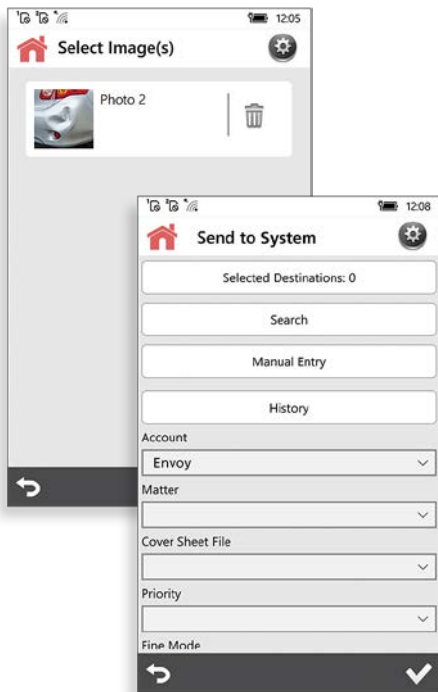 12:05
Select Image(s)
Photo 2
12:08
Send to System
Selected Destinations: 0
Search
Manual Entry
History
Account
Envoy
Matter
Cover Sheet File
Priority
Fine Mode